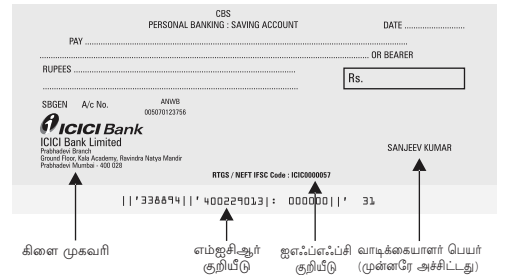 CBS
PERSONAL BANKING : SAVING ACCOUNT
DATE ....................
PAY ..........................................................................................
.......................................................................................................... OR BEARER
RUPEES ..............................................................................
..............................................................................................
Rs.
SBGEN A/c No. ANWB
005070123756
ICICI Bank
ICICI Bank Limited
Prabhadevi Branch
Ground Floor, Kala Academy, Ravindra Natya Mandir
Prabhadevi Mumbai - 400 028
SANJEEV KUMAR
RTGS / NEFT IFSC Code : ICIC0000057
||'338894||' 400229013|: 000000||' 31
கிளை முகவரி
எம்ஐசிஆர்
குறியீடு
ஐஎஃப்எஃப்சி
குறியீடு
வாடிக்கையாளர் பெயர்
(முன்னரே அச்சிட்டது)